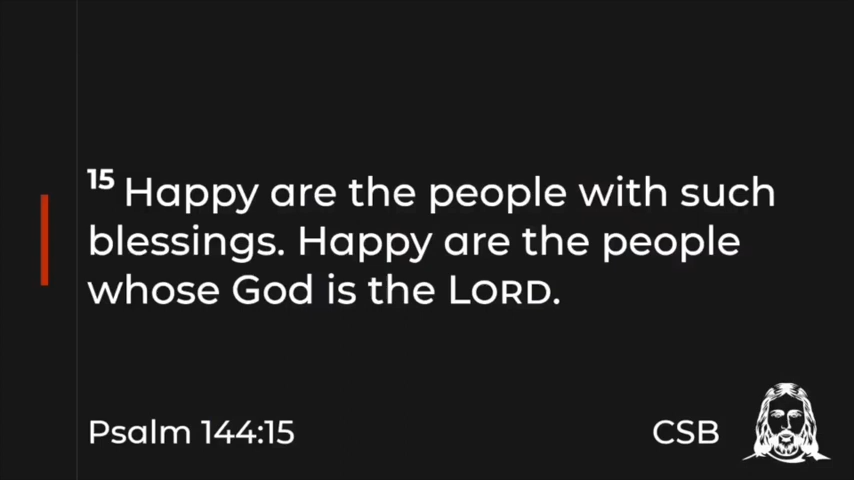 15 Happy are the people with such
blessings. Happy are the people
whose God is the LORD.
Psalm 144:15
CSB